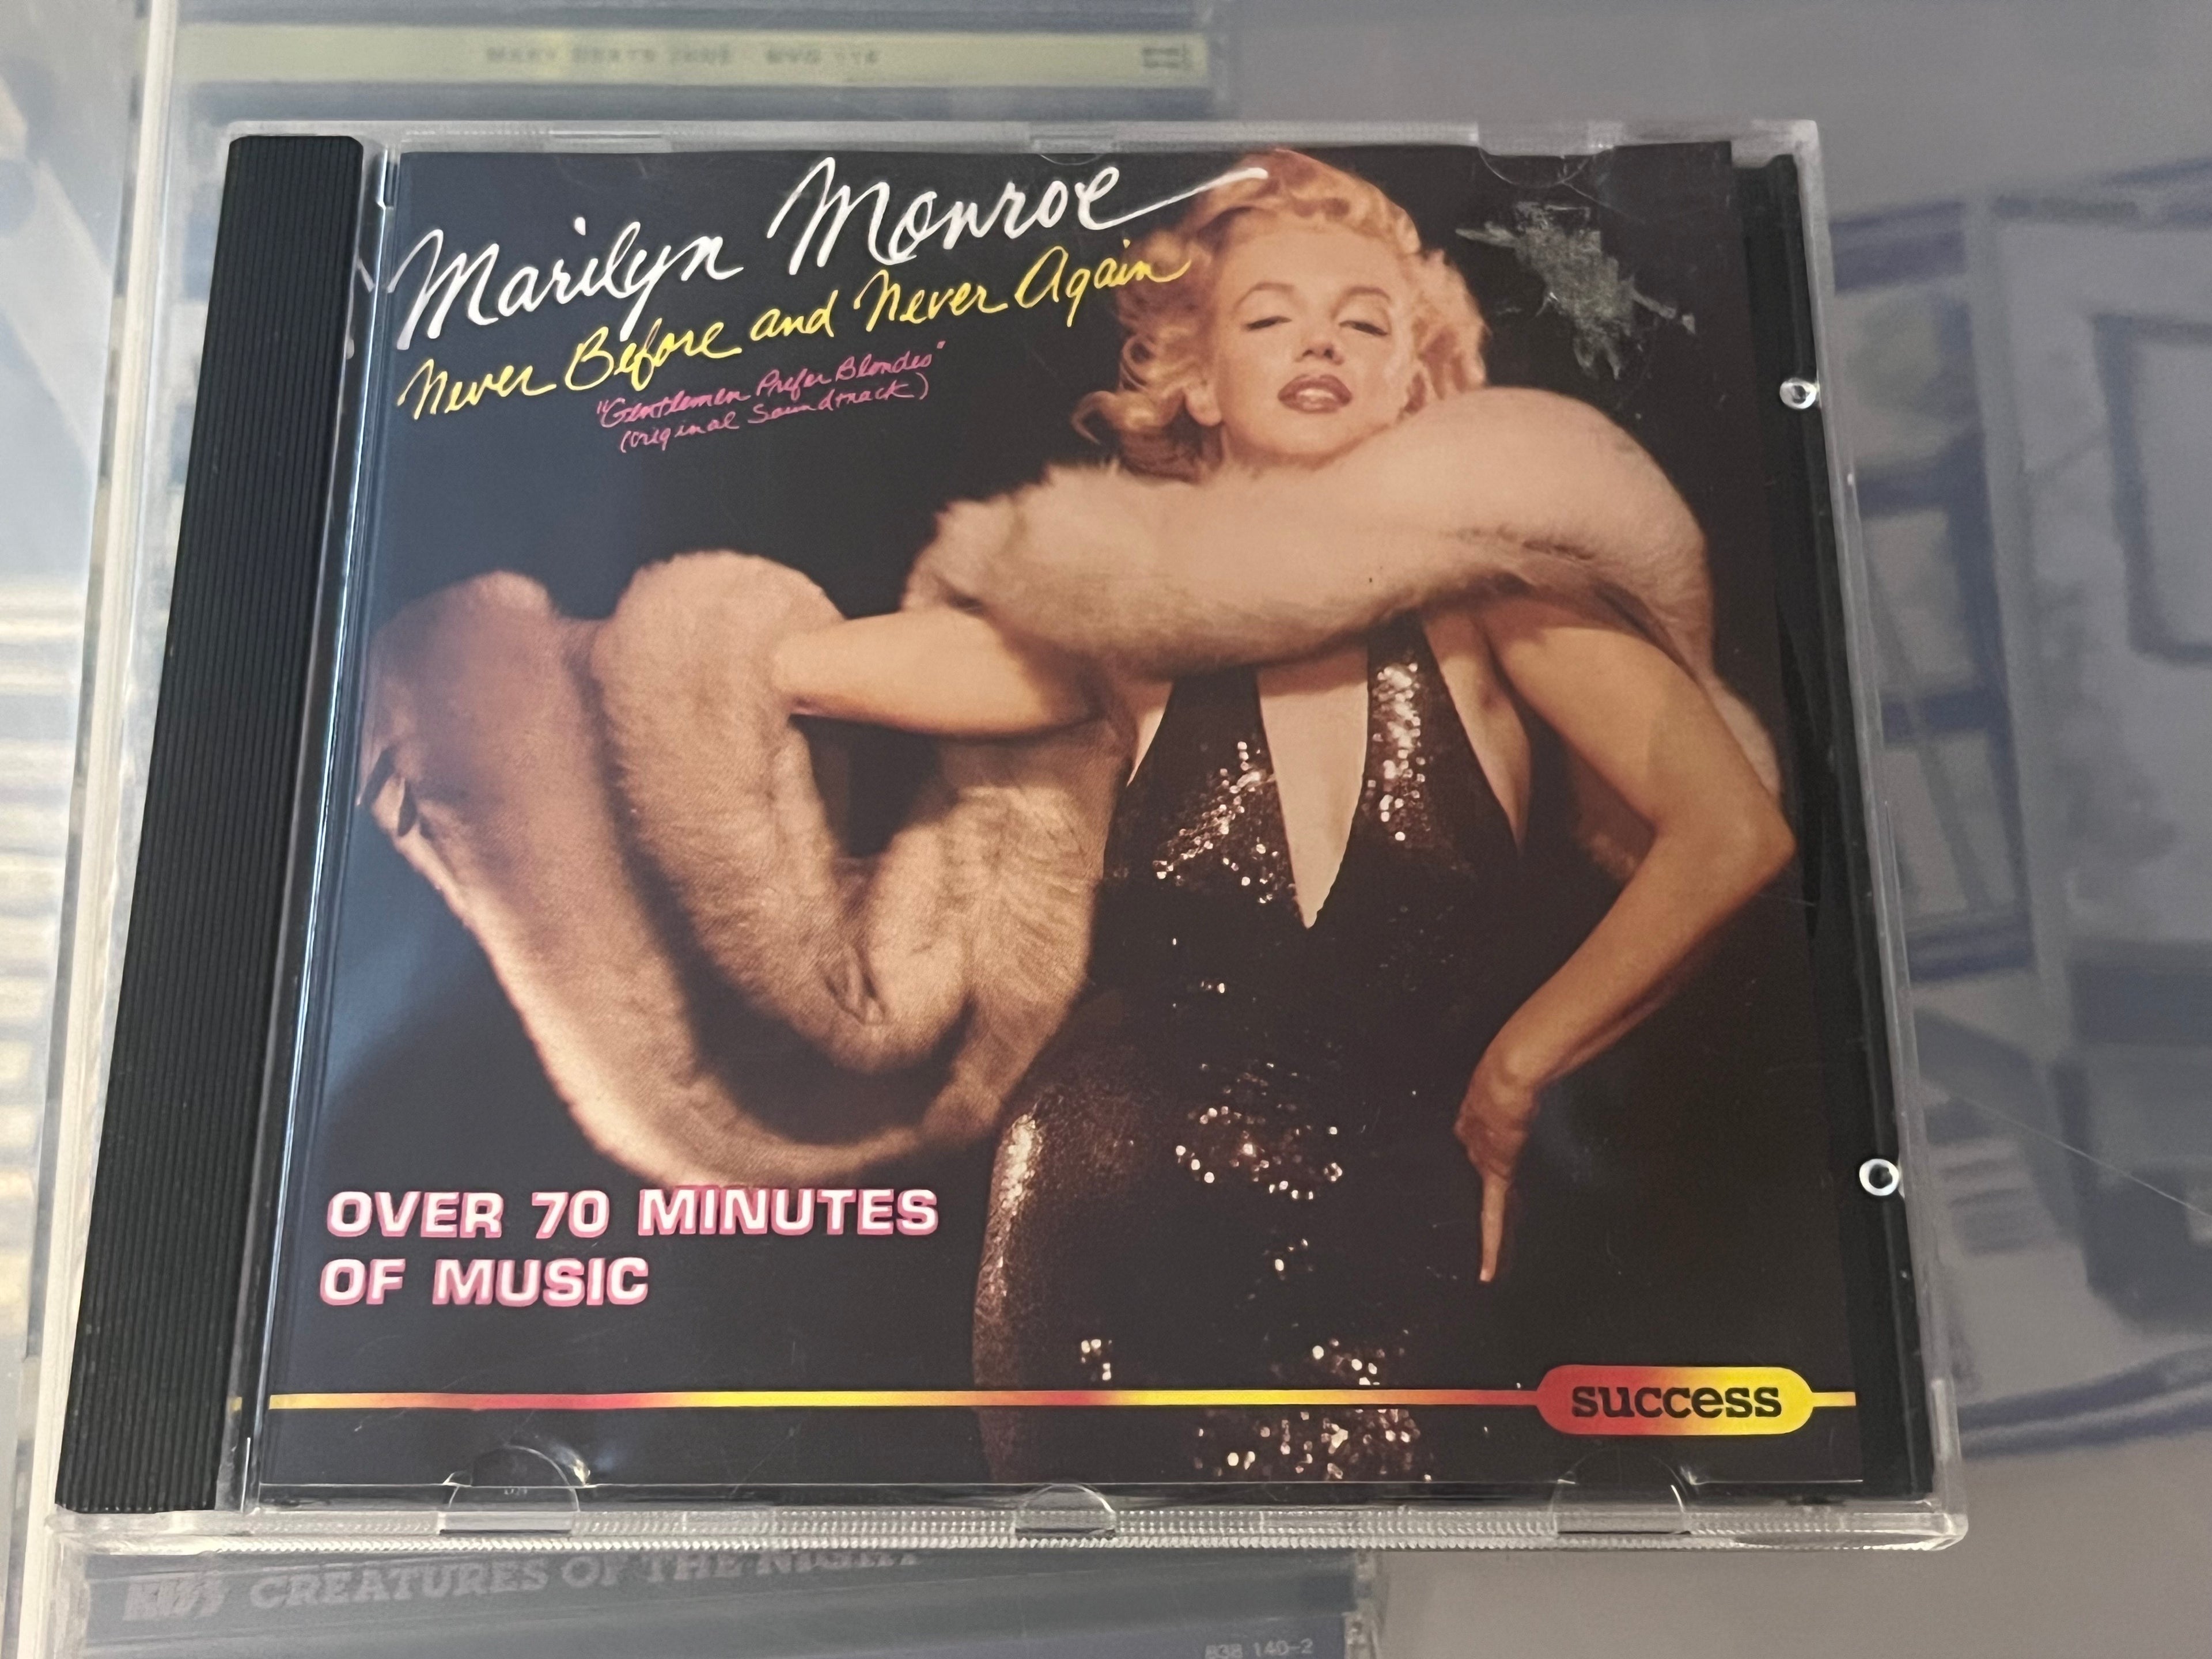 Marilyn Monroe
Never Before and Never Again
"Gentlemen Prefer Blondes"
(Original Soundtrack)
OVER 70 MINUTES
OF MUSIC
success
KISS CREATURES OF THE NIGHT
838 140-2